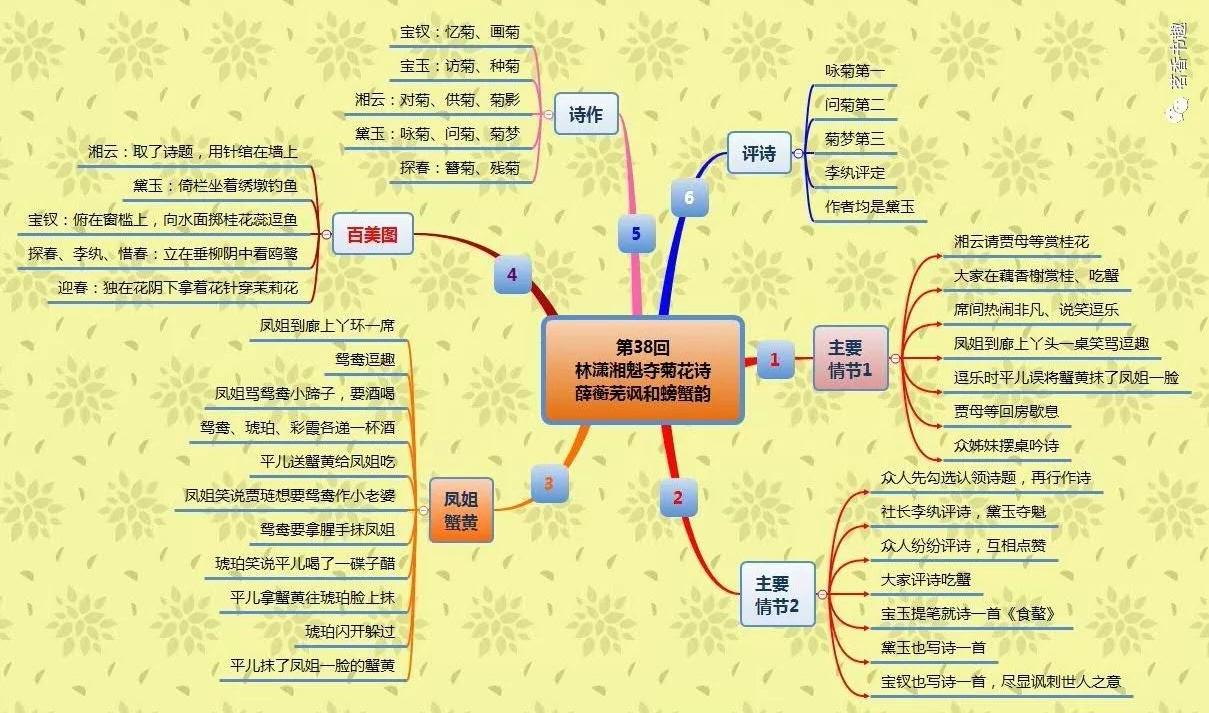 第38回
林潇湘魁夺菊花诗
薛蘅芜讽和螃蟹韵
1
主要
情节1
湘云请贾母等赏桂花
大家在藕香榭赏桂、吃蟹
席间热闹非凡、说笑逗乐
凤姐到廊上丫头一桌笑骂逗趣
逗乐时平儿误将蟹黄抹了凤姐一脸
贾母等回房歇息
众姊妹摆桌吟诗
2
主要
情节2
众人先勾选认领诗题，再行作诗
社长李纨评诗，黛玉夺魁
众人纷纷评诗，互相点赞
大家评诗吃蟹
宝玉提笔就诗一首《食螯》
黛玉也写诗一首
宝钗也写诗一首，尽显讽刺世人之意
3
凤姐
蟹黄
凤姐到廊上丫环一席
鸳鸯逗趣
凤姐骂鸳鸯小蹄子，要酒喝
鸳鸯、琥珀、彩霞各递一杯酒
平儿送蟹黄给凤姐吃
凤姐笑说贾琏想要鸳鸯作小老婆
鸳鸯要拿腥手抹凤姐
琥珀笑说平儿喝了一碟子醋
平儿拿蟹黄往琥珀脸上抹
琥珀闪开躲过
平儿抹了凤姐一脸的蟹黄
4
百美图
湘云：取了诗题，用针绾在墙上
黛玉：倚栏坐着绣墩钓鱼
宝钗：俯在窗槛上，向水面掷桂花蕊逗鱼
探春、李纨、惜春：立在垂柳阴中看鸥鹭
迎春：独在花阴下拿着花针穿茉莉花
5
诗作
宝钗：忆菊、画菊
宝玉：访菊、种菊
湘云：对菊、供菊、菊影
黛玉：咏菊、问菊、菊梦
探春：簪菊、残菊
6
评诗
咏菊第一
问菊第二
菊梦第三
李纨评定
作者均是黛玉